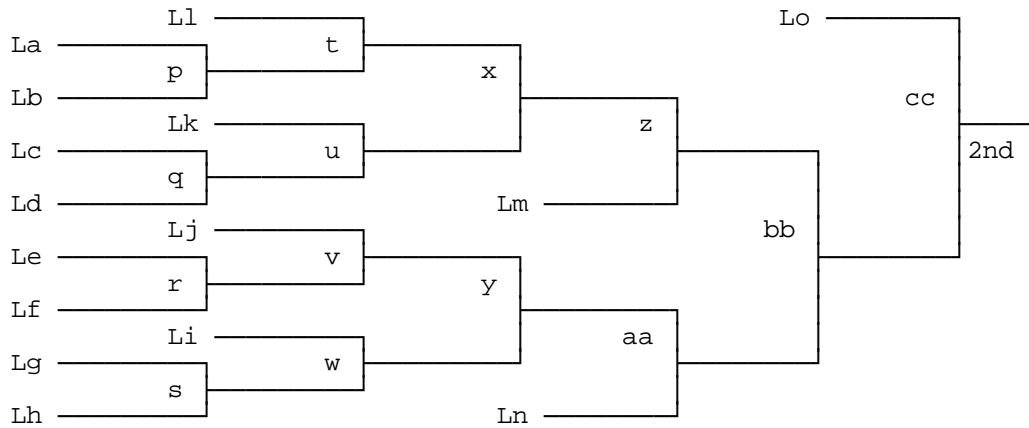 Ll Lo
La t
p x
Lb cc
Lk z
Lc u 2nd
q
Ld Lm
Lj bb
Le v
r y
Lf
Li aa
Lg w
s
Lh Ln